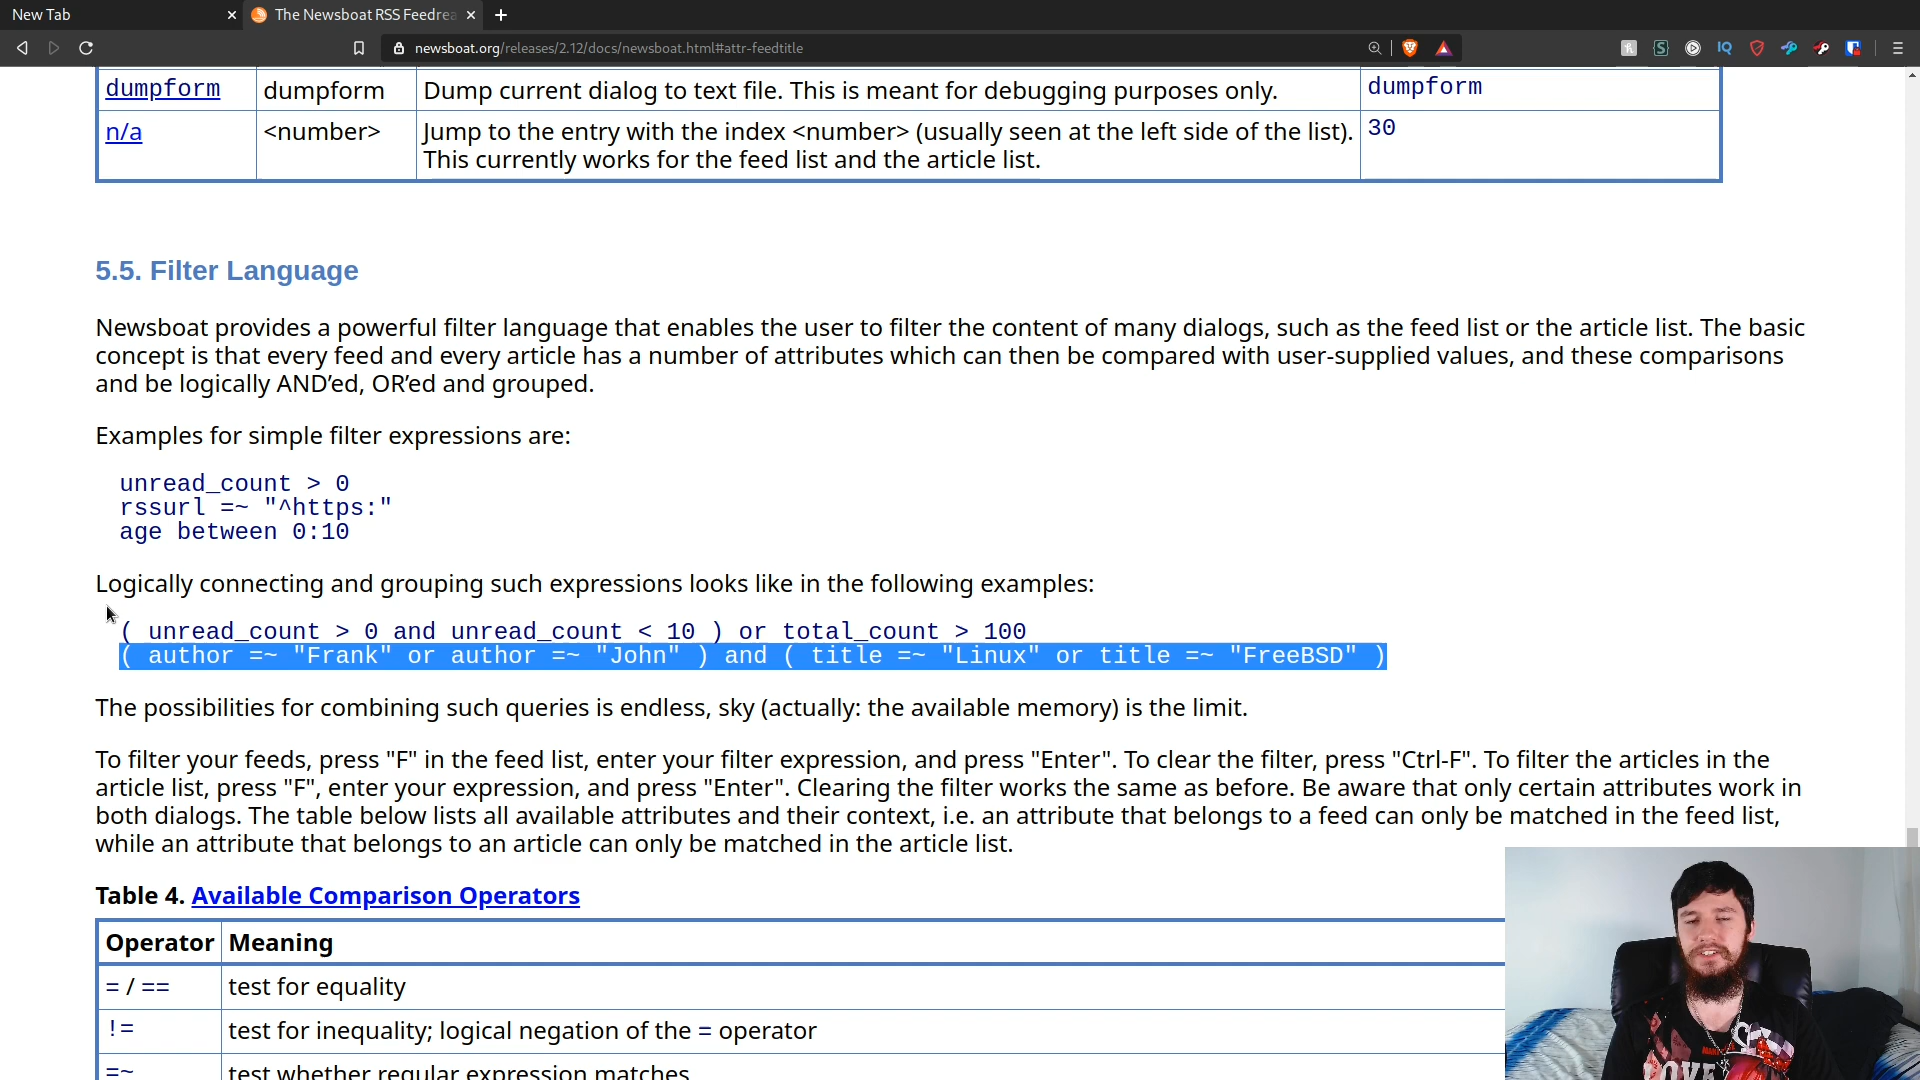 New Tab
The Newsboat RSS Feedrea
newsboat.org/releases/2.12/docs/newsboat.html#attr-feedtitle
dumpform dumpform Dump current dialog to text file. This is meant for debugging purposes only. dumpform
n/a <number> Jump to the entry with the index <number> (usually seen at the left side of the list). 30
This currently works for the feed list and the article list.
5.5. Filter Language
Newsboat provides a powerful filter language that enables the user to filter the content of many dialogs, such as the feed list or the article list. The basic
concept is that every feed and every article has a number of attributes which can then be compared with user-supplied values, and these comparisons
and be logically AND’ed, OR’ed and grouped.
Examples for simple filter expressions are:
unread_count > 0
rssurl =~ "^https:"
age between 0:10
Logically connecting and grouping such expressions looks like in the following examples:
( unread_count > 0 and unread_count < 10 ) or total_count > 100
( author =~ "Frank" or author =~ "John" ) and ( title =~ "Linux" or title =~ "FreeBSD" )
The possibilities for combining such queries is endless, sky (actually: the available memory) is the limit.
To filter your feeds, press "F" in the feed list, enter your filter expression, and press "Enter". To clear the filter, press "Ctrl-F". To filter the articles in the
article list, press "F", enter your expression, and press "Enter". Clearing the filter works the same as before. Be aware that only certain attributes work in
both dialogs. The table below lists all available attributes and their context, i.e. an attribute that belongs to a feed can only be matched in the feed list,
while an attribute that belongs to an article can only be matched in the article list.
Table 4. Available Comparison Operators
Operator Meaning
= / == test for equality
!= test for inequality; logical negation of the = operator
=~ test whether regular expression matches